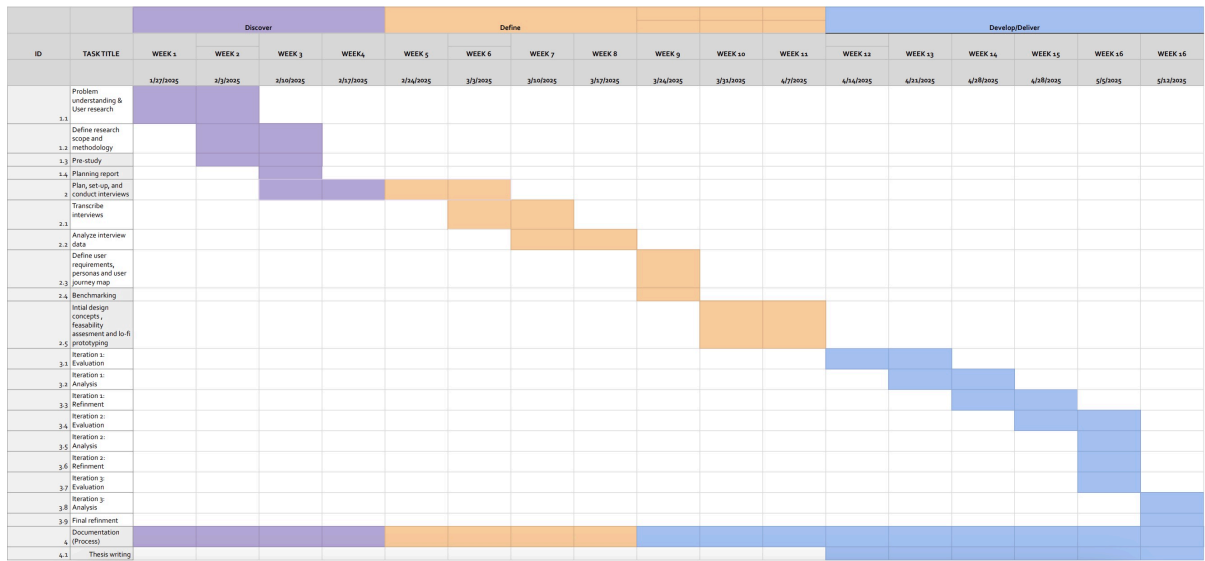 Discover Define Develop/Deliver
ID TASK TITLE WEEK 1 WEEK 2 WEEK 3 WEEK4 WEEK 5 WEEK 6 WEEK 7 WEEK 8 WEEK 9 WEEK 10 WEEK 11 WEEK 12 WEEK 13 WEEK 14 WEEK 15 WEEK 16 WEEK 16
1/27/2025 2/3/2025 2/10/2025 2/17/2025 2/24/2025 3/3/2025 3/10/2025 3/17/2025 3/24/2025 3/31/2025 4/7/2025 4/14/2025 4/21/2025 4/28/2025 4/28/2025 5/5/2025 5/12/2025
Problem
understanding &
User research
1.1
Define research
scope and
1.2 methodology
1.3 Pre-study
1.4 Planning report
Plan, set-up, and
2 conduct interviews
Transcribe
interviews
2.1
Analyze interview
2.2 data
Define user
requirements,
personas and user
2.3 journey map
2.4 Benchmarking
Intial design
concepts ,
feasability
assesment and lo-fi
2.5 prototyping
Iteration 1:
3.1 Evaluation
Iteration 1:
3.2 Analysis
Iteration 1:
3.3 Refinment
Iteration 2:
3.4 Evaluation
Iteration 2:
3.5 Analysis
Iteration 2:
3.6 Refinment
Iteration 3:
3.7 Evaluation
Iteration 3:
3.8 Analysis
3.9 Final refinment
Documentation
4 (Process)
4.1 Thesis writing